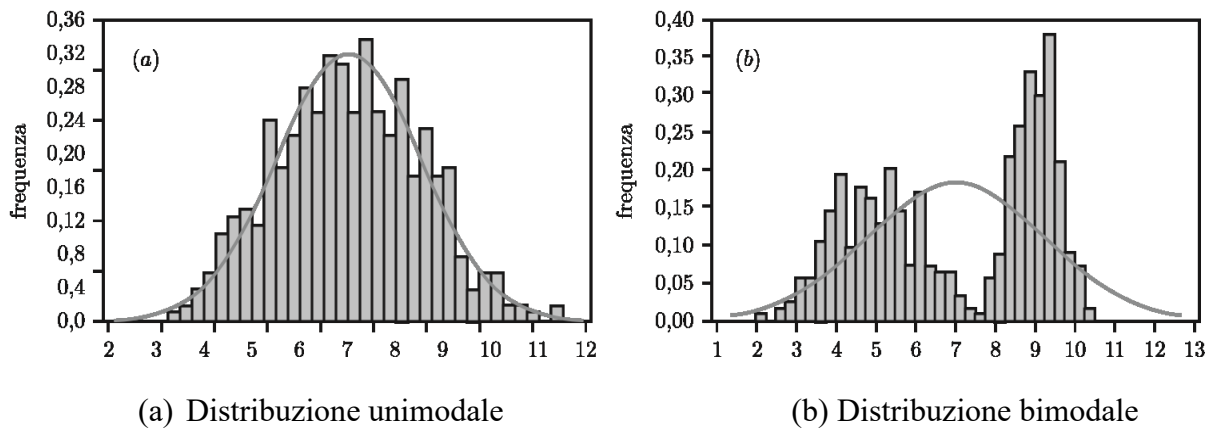 (a)
frequenza
0,36
0,32
0,28
0,24
0,20
0,16
0,12
0,8
0,4
0,0
2 3 4 5 6 7 8 9 10 11 12
(b)
frequenza
0,40
0,35
0,30
0,25
0,20
0,15
0,10
0,05
0,00
1 2 3 4 5 6 7 8 9 10 11 12 13
(a) Distribuzione unimodale
(b) Distribuzione bimodale